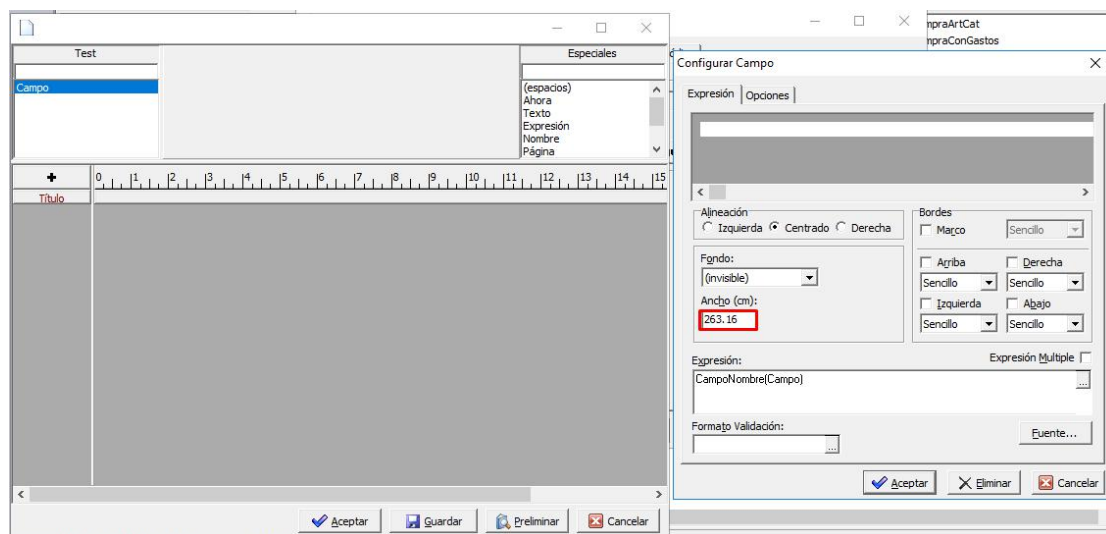 Test
Especiales
Campo
(espacios)
Ahora
Texto
Expresión
Nombre
Página
0 1 2 3 4 5 6 7 8 9 10 11 12 13 14 15
Título
Aceptar Guardar Preliminar Cancelar
mpraArtCat
mpraConGastos
Configurar Campo
Expresión Opciones
Alineación
Izquierda Centrado Derecha
Fondo:
(invisible)
Ancho (cm):
263.16
Bordes
Marco Sencillo
Arriba Derecha
Sencillo Sencillo
Izquierda Abajo
Sencillo Sencillo
Expresión: Expresión Multiple
CampoNombre(Campo)
...
Formato Validación:
...
Fuente...
Aceptar Eliminar Cancelar